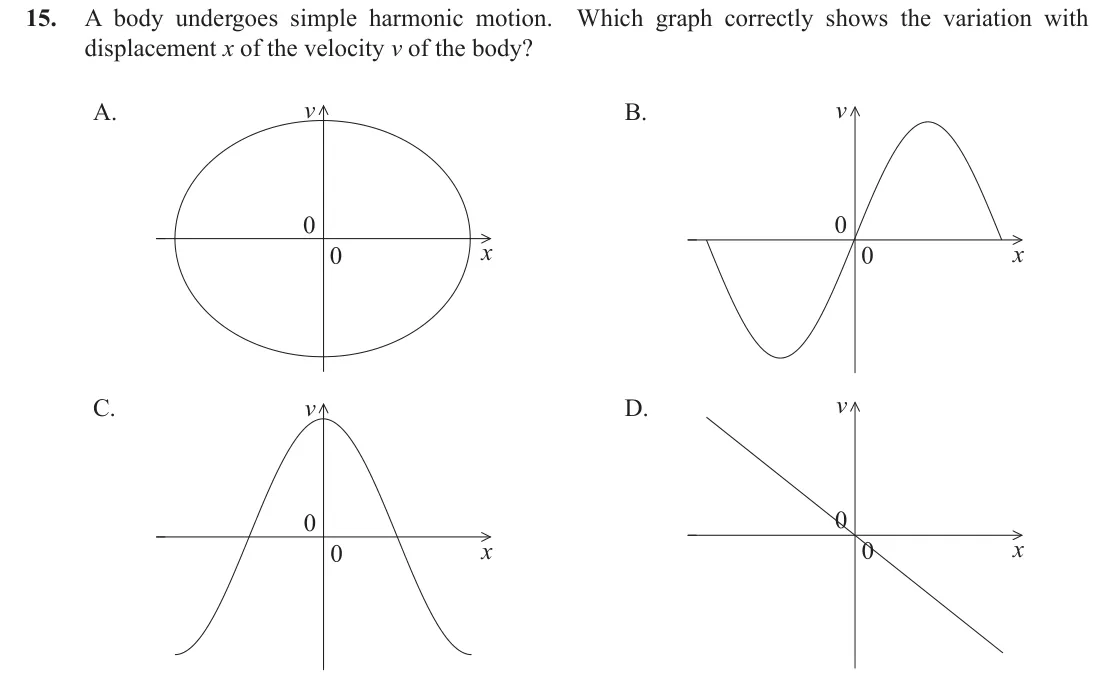 15. A body undergoes simple harmonic motion. Which graph correctly shows the variation with
displacement x of the velocity v of the body?
A.
v
0
0
x
B.
v
0
0
x
C.
v
0
0
x
D.
v
0
0
x